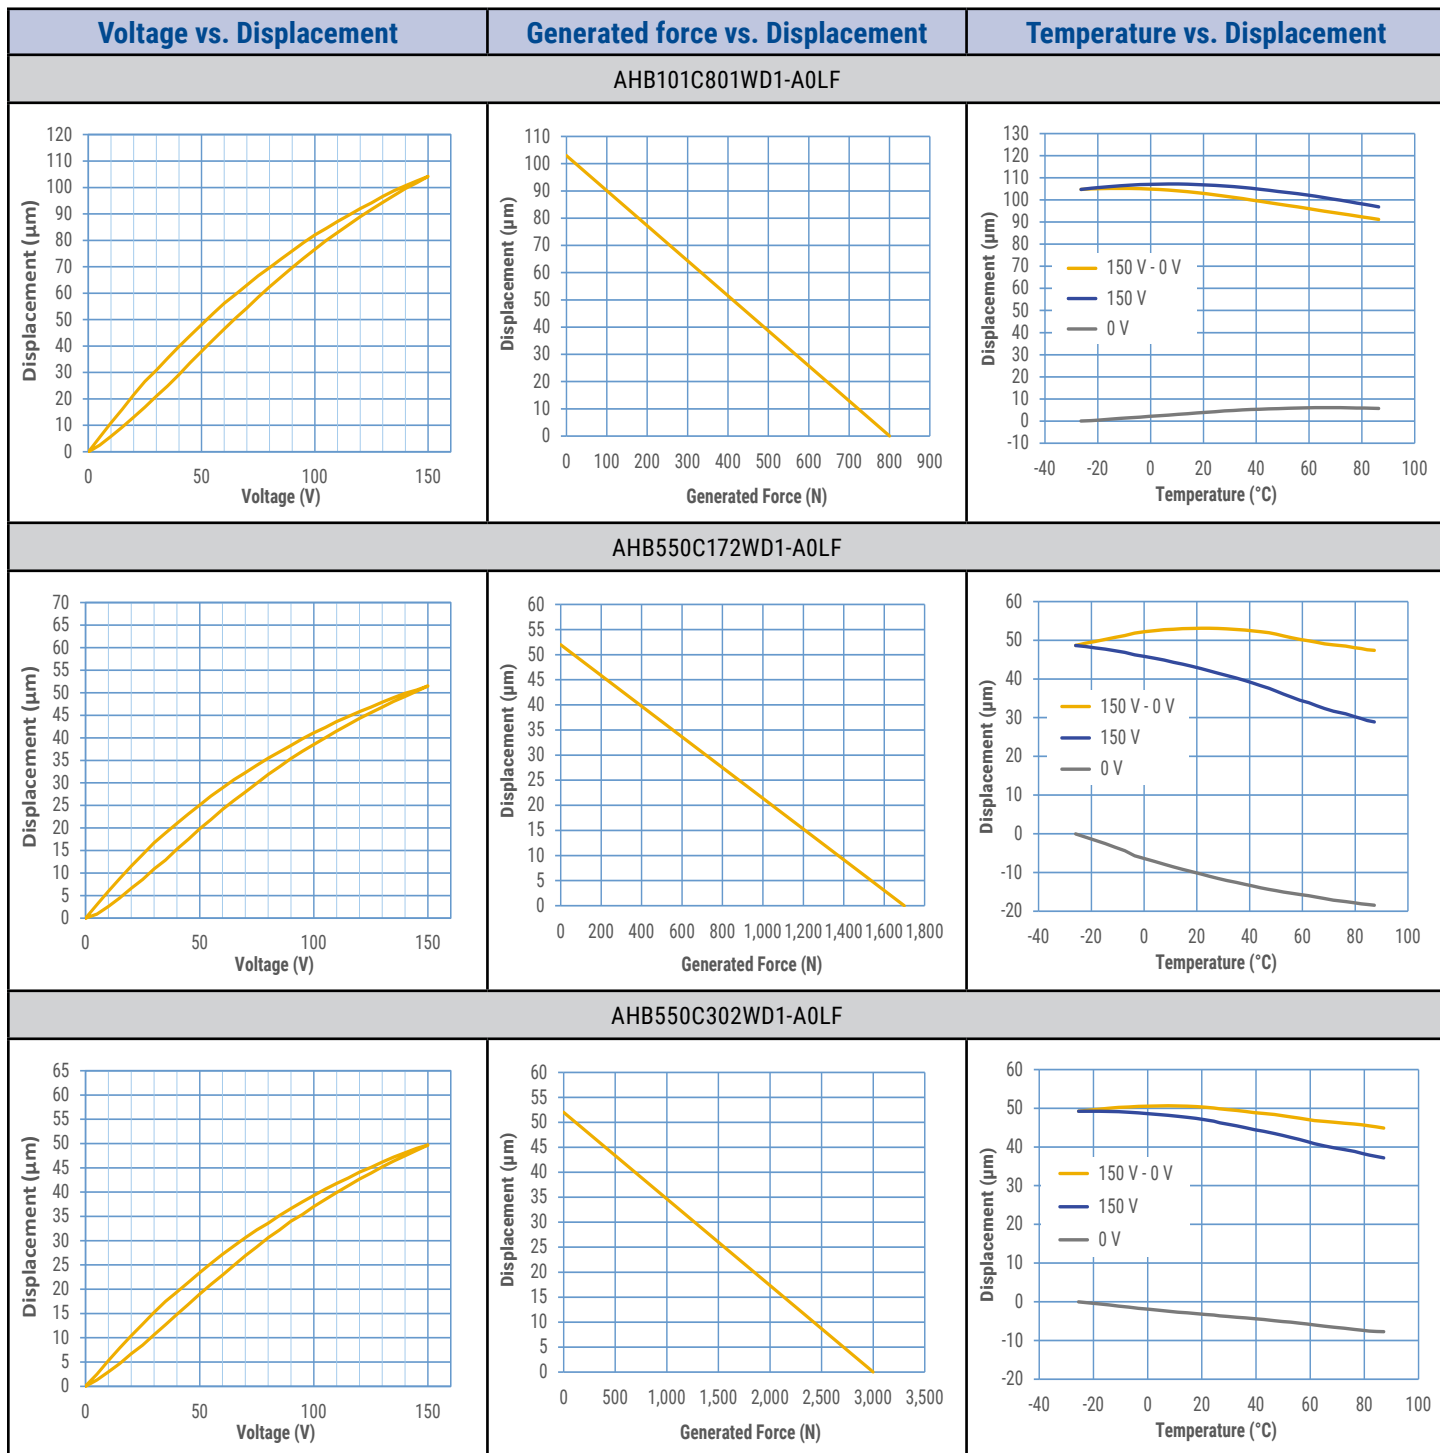 Voltage vs. Displacement
Generated force vs. Displacement
Temperature vs. Displacement
AHB101C801WD1-A0LF
120
110
100
90
80
70
60
50
40
30
20
10
0
Displacement (µm)
0 50 100 150
Voltage (V)
110
100
90
80
70
60
50
40
30
20
10
0
Displacement (µm)
0 100 200 300 400 500 600 700 800 900
Generated Force (N)
130
120
110
100
90
80
70
60
50
40
30
20
10
0
-10
Displacement (µm)
150 V - 0 V
150 V
0 V
-40 -20 0 20 40 60 80 100
Temperature (°C)
AHB550C172WD1-A0LF
70
65
60
55
50
45
40
35
30
25
20
15
10
5
0
Displacement (µm)
0 50 100 150
Voltage (V)
60
55
50
45
40
35
30
25
20
15
10
5
0
Displacement (µm)
0 200 400 600 800 1,000 1,200 1,400 1,600 1,800
Generated Force (N)
60
50
40
30
20
10
0
-10
-20
Displacement (µm)
150 V - 0 V
150 V
0 V
-40 -20 0 20 40 60 80 100
Temperature (°C)
AHB550C302WD1-A0LF
65
60
55
50
45
40
35
30
25
20
15
10
5
0
Displacement (µm)
0 50 100 150
Voltage (V)
60
55
50
45
40
35
30
25
20
15
10
5
0
Displacement (µm)
0 500 1,000 1,500 2,000 2,500 3,000 3,500
Generated Force (N)
60
50
40
30
20
10
0
-10
-20
Displacement (µm)
150 V - 0 V
150 V
0 V
-40 -20 0 20 40 60 80 100
Temperature (°C)